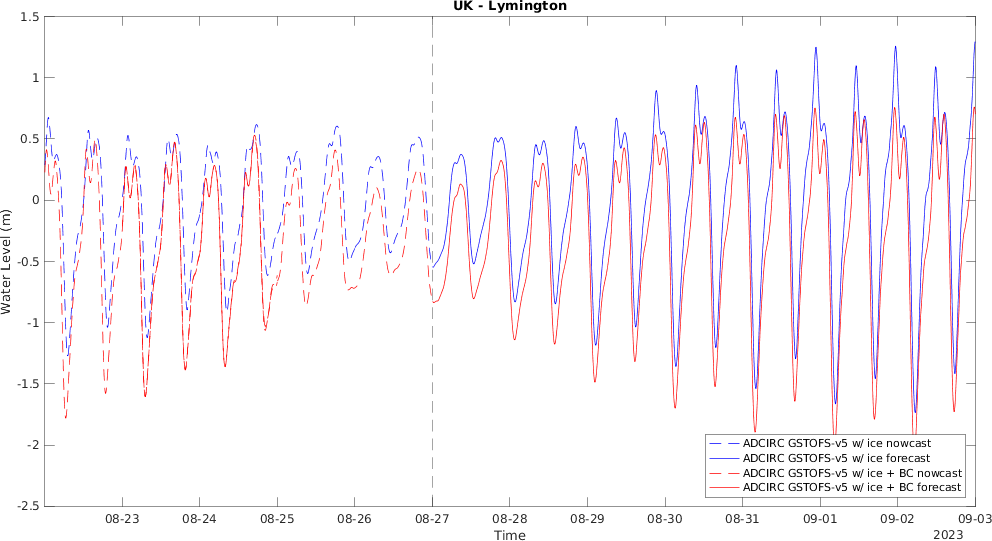 UK - Lymington
1.5
1
0.5
0
-0.5
-1
-1.5
-2
-2.5
Water Level (m)
08-23 08-24 08-25 08-26 08-27 08-28 08-29 08-30 08-31 09-01 09-02 09-03
Time
2023
ADCIRC GSTOFS-v5 w/ ice nowcast
ADCIRC GSTOFS-v5 w/ ice forecast
ADCIRC GSTOFS-v5 w/ ice + BC nowcast
ADCIRC GSTOFS-v5 w/ ice + BC forecast